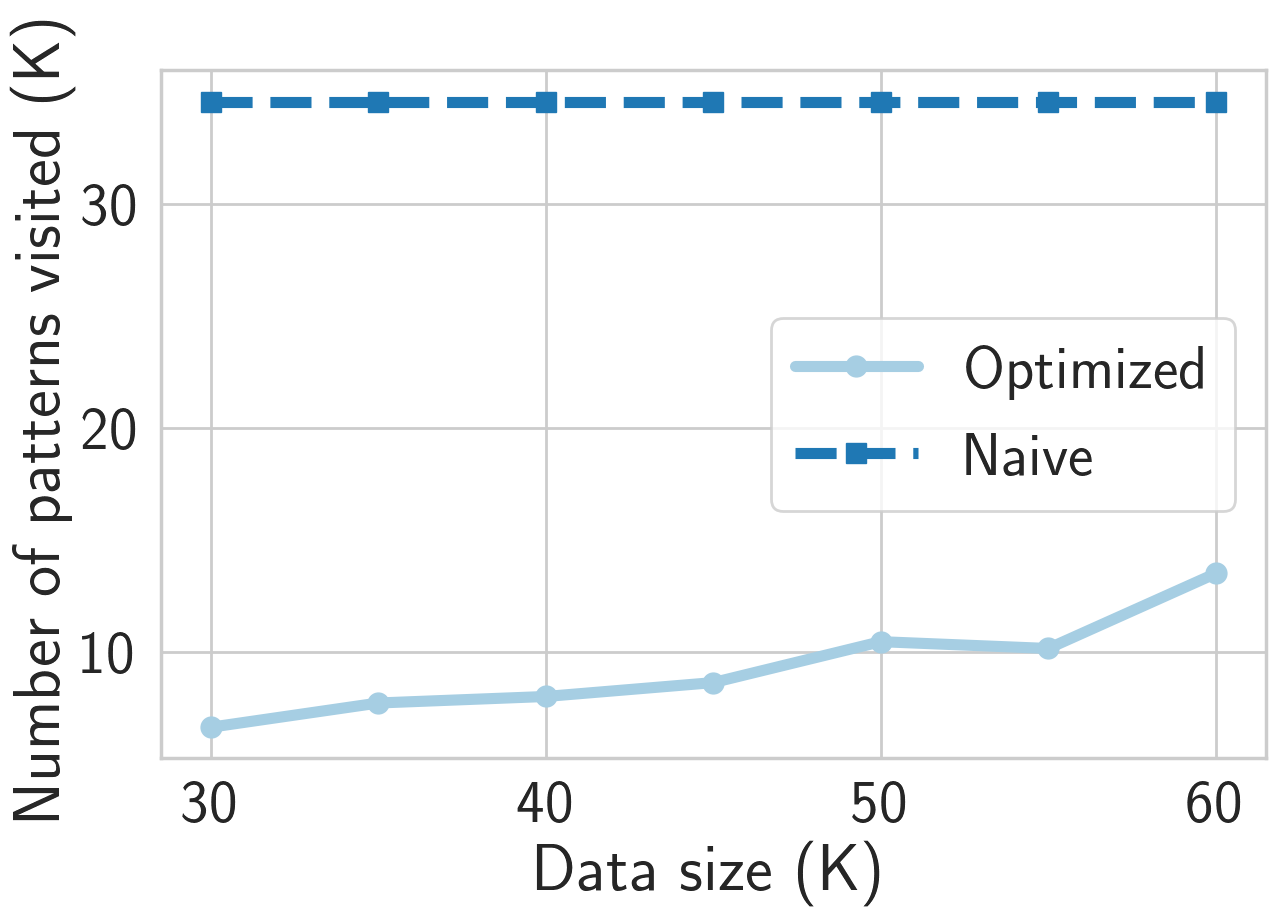 Number of patterns visited (K)
30
20
10
Optimized
Naive
30 40 50 60
Data size (K)